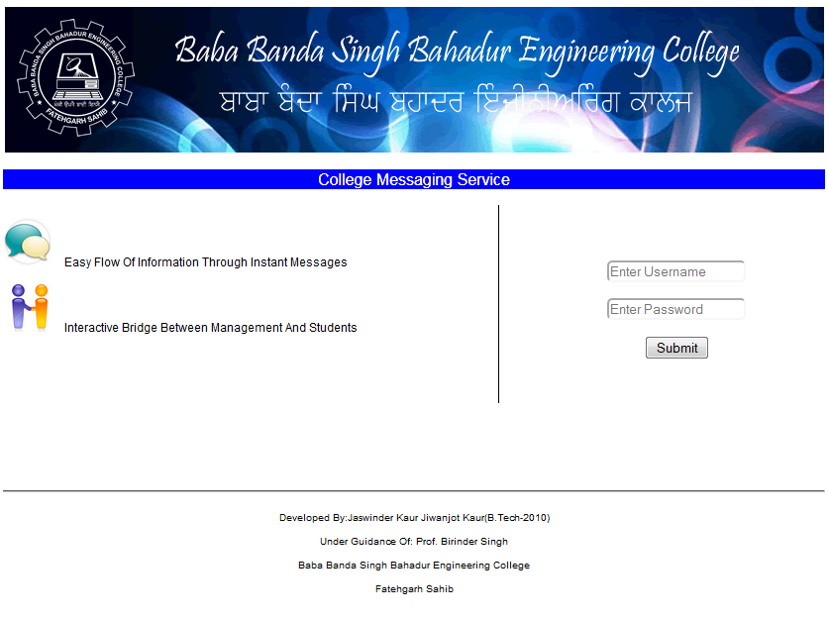 Baba Banda Singh Bahadur Engineering College
ਬਾਬਾ ਬੰਦਾ ਸਿੰਘ ਬਹਾਦਰ ਇੰਜੀਨੀਅਰਿੰਗ ਕਾਲਜ
BABA BANDA SINGH BAHADUR ENGINEERING COLLEGE
FATEHGARH SAHIB
College Messaging Service
Easy Flow Of Information Through Instant Messages
Interactive Bridge Between Management And Students
Enter Username
Enter Password
Submit
Developed By:Jaswinder Kaur Jiwanjot Kaur(B.Tech-2010)
Under Guidance Of: Prof. Birinder Singh
Baba Banda Singh Bahadur Engineering College
Fatehgarh Sahib